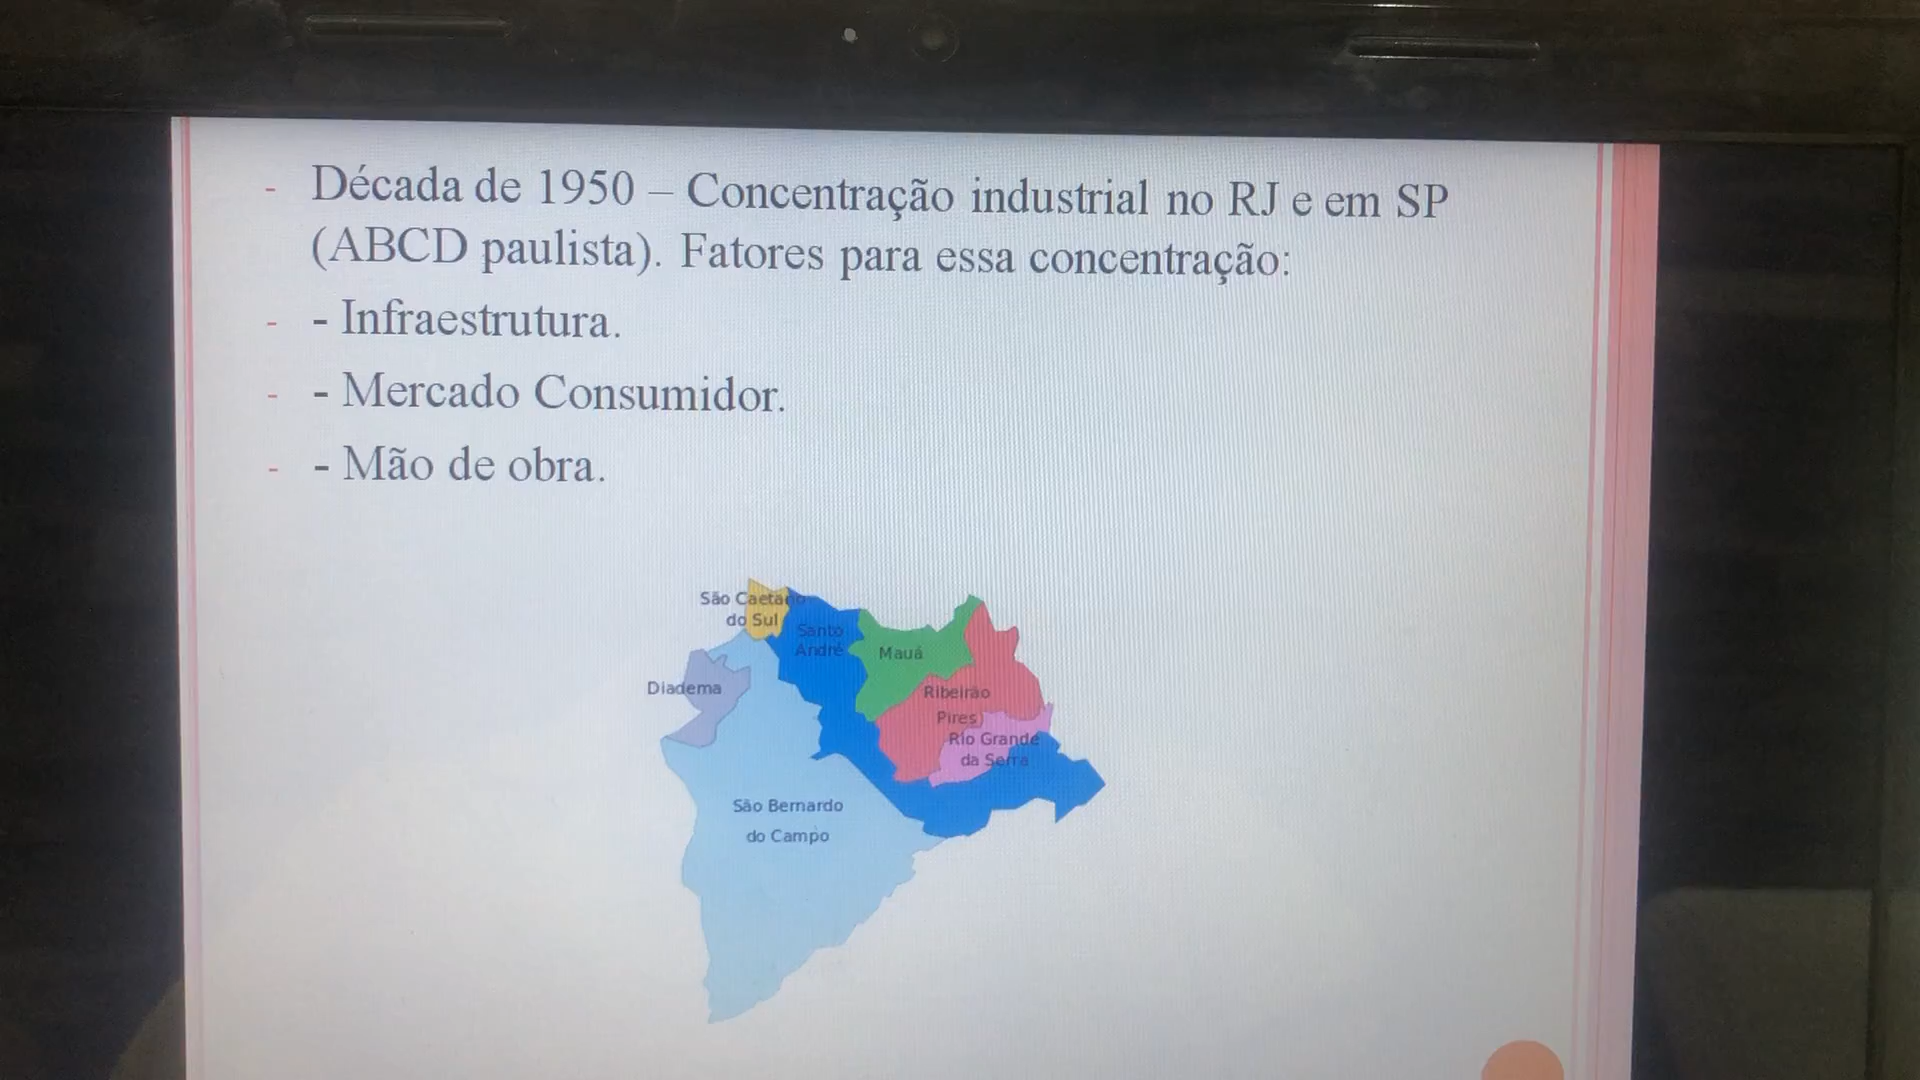 - Década de 1950 – Concentração industrial no RJ e em SP
(ABCD paulista). Fatores para essa concentração:
- - Infraestrutura.
- - Mercado Consumidor.
- - Mão de obra.
São Caetano
do Sul
Santo
André
Mauá
Diadema
Ribeirão
Pires
Rio Grande
da Serra
São Bernardo
do Campo